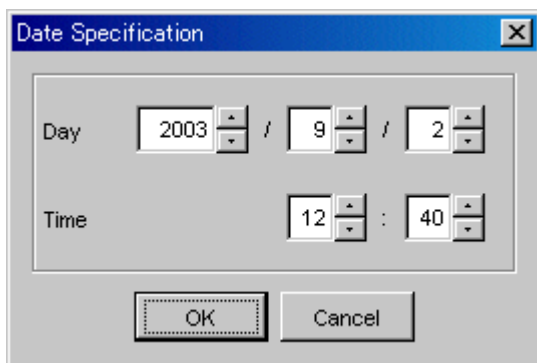 Date Specification
Day 2003 / 9 / 2
Time 12 : 40
OK Cancel